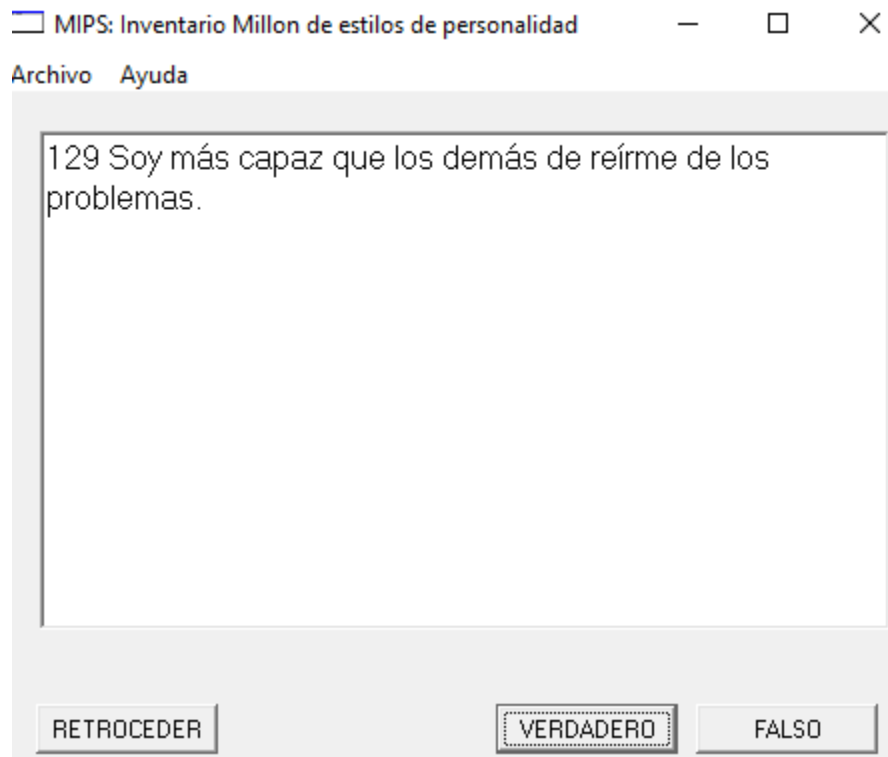 MIPS: Inventario Millon de estilos de personalidad
Archivo Ayuda
129 Soy más capaz que los demás de reírme de los
problemas.
RETROCEDER VERDADERO FALSO